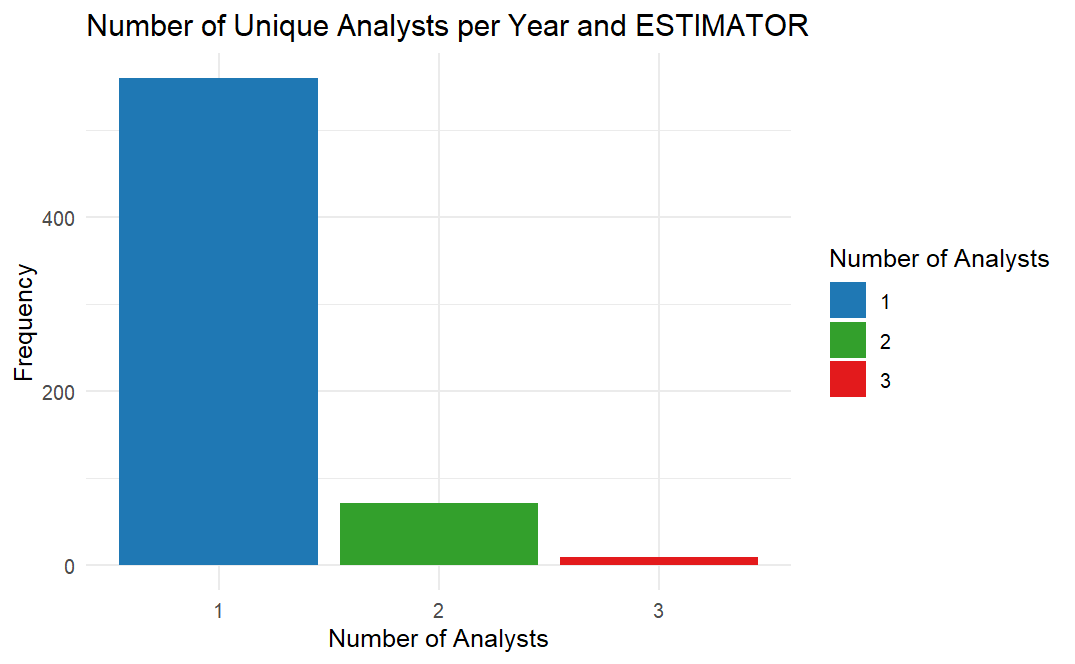 Number of Unique Analysts per Year and ESTIMATOR
Frequency
400
200
0
1
2
3
Number of Analysts
Number of Analysts
1
2
3